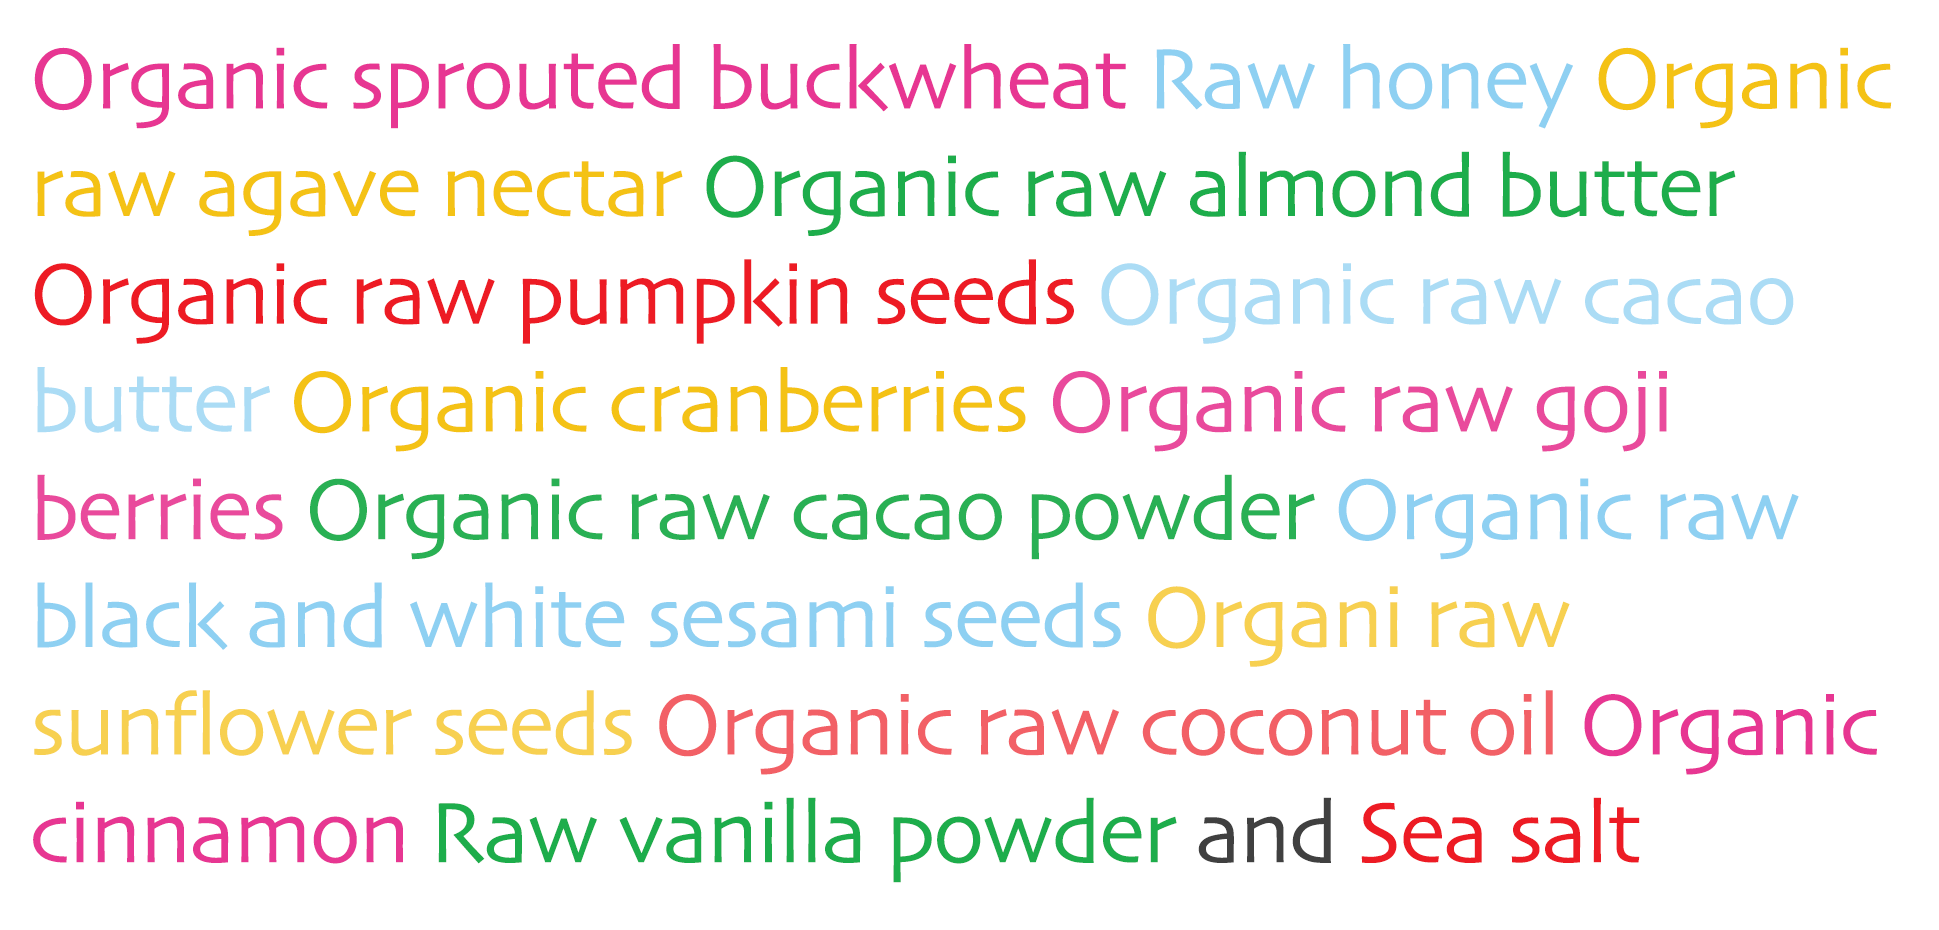 Organic sprouted buckwheat Raw honey Organic
raw agave nectar Organic raw almond butter
Organic raw pumpkin seeds Organic raw cacao
butter Organic cranberries Organic raw goji
berries Organic raw cacao powder Organic raw
black and white sesami seeds Organi raw
sunflower seeds Organic raw coconut oil Organic
cinnamon Raw vanilla powder and Sea salt